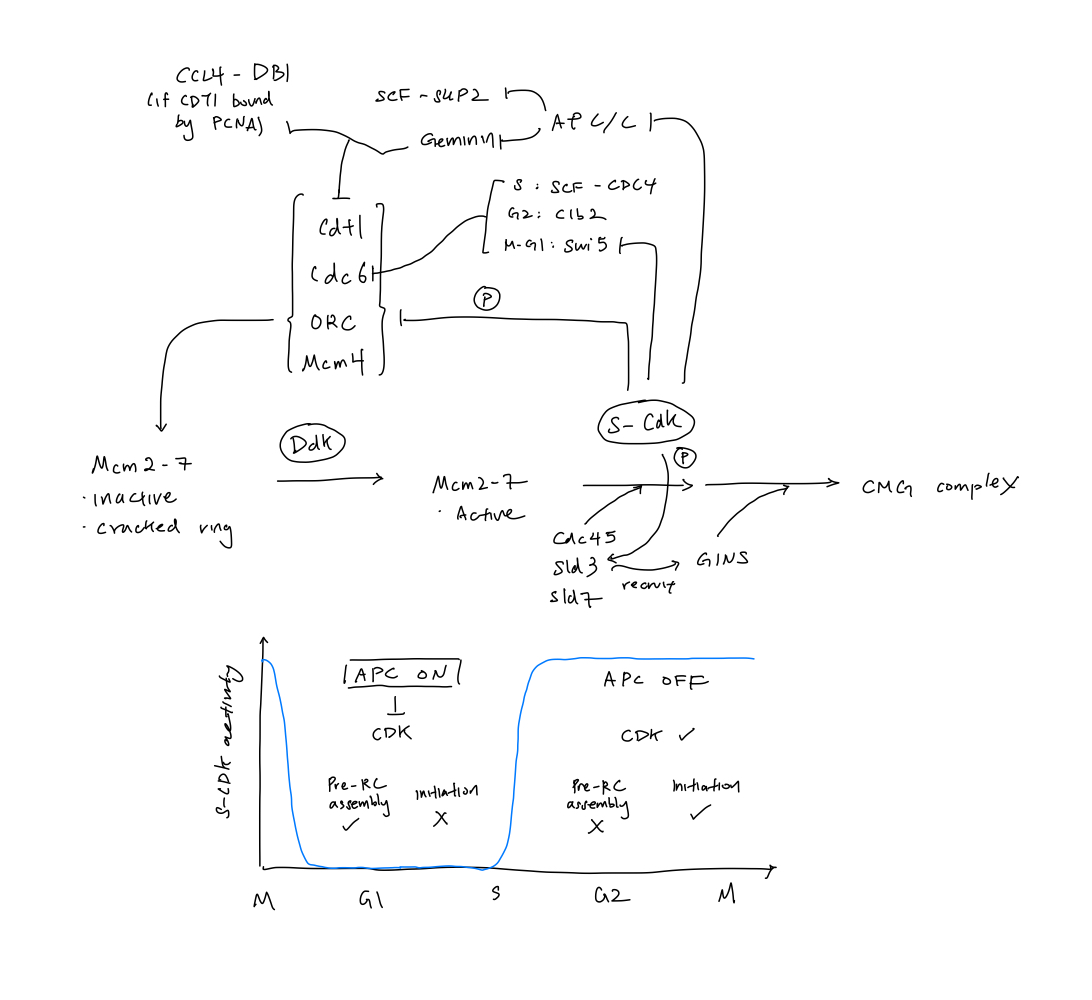 CCL4 - DB1
(if CDT1 bound
by PCNA)
SCF - SKP2
APC/C
Geminin
S : SCF - CDC4
G2: Clb2
M-G1: Swi5
Cdt1
Cdc6
ORC
Mcm4
P
S-Cdk
Ddk
P
Mcm2-7
· inactive
· cracked ring
Mcm2-7
· Active
CMG complex
Cdc45
Sld3
Sld7
recruit
GINS
S-CDK activity
APC ON
CDK
Pre-RC
assembly
✓
initiation
X
APC OFF
CDK ✓
Pre-RC
assembly
X
Initiation
✓
M G1 S G2 M